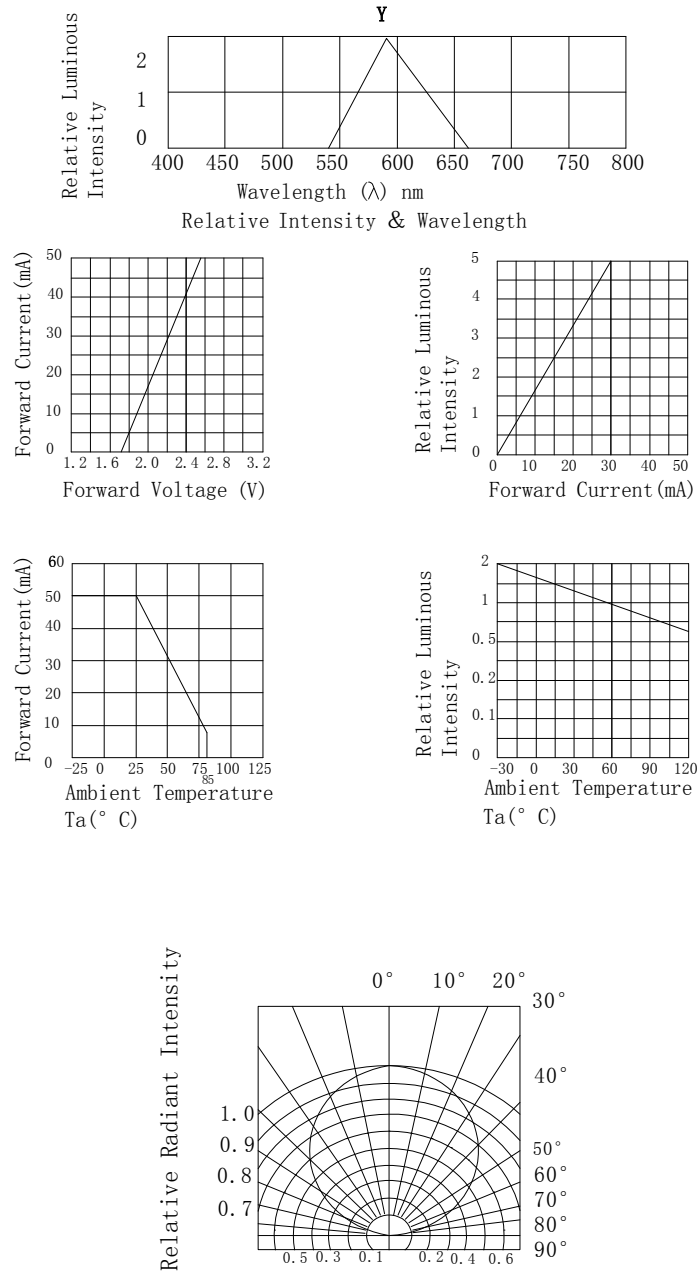 Y
Relative Luminous
Intensity
2
1
0
400 450 500 550 600 650 700 750 800
Wavelength (λ) nm
Relative Intensity & Wavelength
Forward Current(mA)
50
40
30
20
10
0
1.2 1.6 2.0 2.4 2.8 3.2
Forward Voltage (V)
Relative Luminous
Intensity
5
4
3
2
1
0
0 10 20 30 40 50
Forward Current(mA)
Forward Current(mA)
60
50
40
30
20
10
0
-25 0 25 50 75 100 125
85
Ambient Temperature
Ta(° C)
Relative Luminous
Intensity
2
1
0.5
0.2
0.1
0
-30 0 30 60 90 120
Ambient Temperature
Ta(° C)
Relative Radiant Intensity
0° 10° 20°
30°
40°
50°
60°
70°
80°
90°
1.0
0.9
0.8
0.7
0.5 0.3 0.1 0.2 0.4 0.6